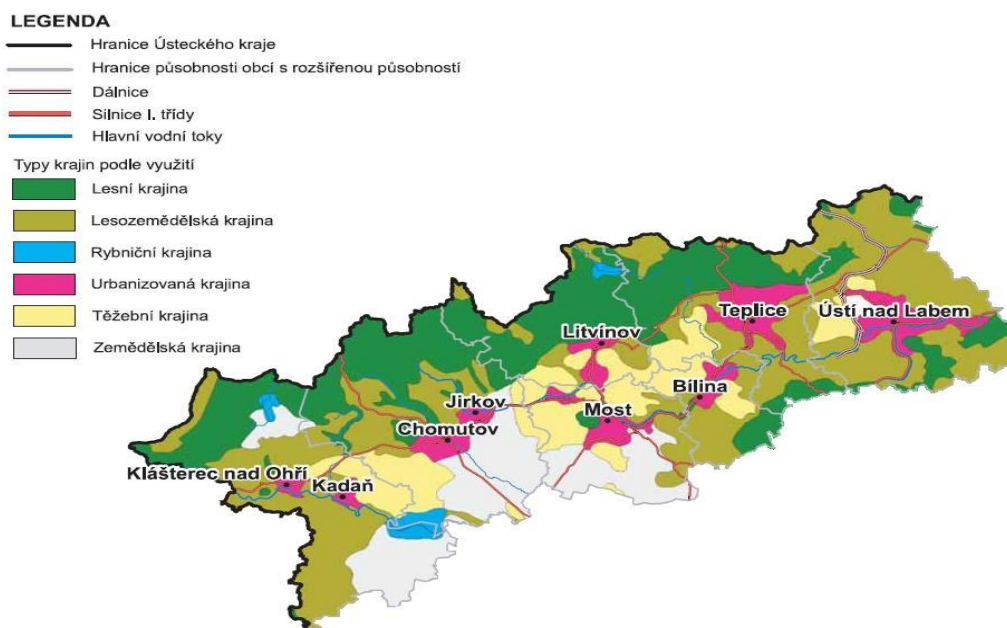 LEGENDA
Hranice Ústeckého kraje
Hranice působnosti obcí s rozšířenou působností
Dálnice
Silnice I. třídy
Hlavní vodní toky
Typy krajin podle využití
Lesní krajina
Lesozemědělská krajina
Rybniční krajina
Urbanizovaná krajina
Těžební krajina
Zemědělská krajina
Teplice
Ústí nad Labem
Litvínov
Bílina
Jirkov
Most
Chomutov
Klášterec nad Ohří
Kadaň